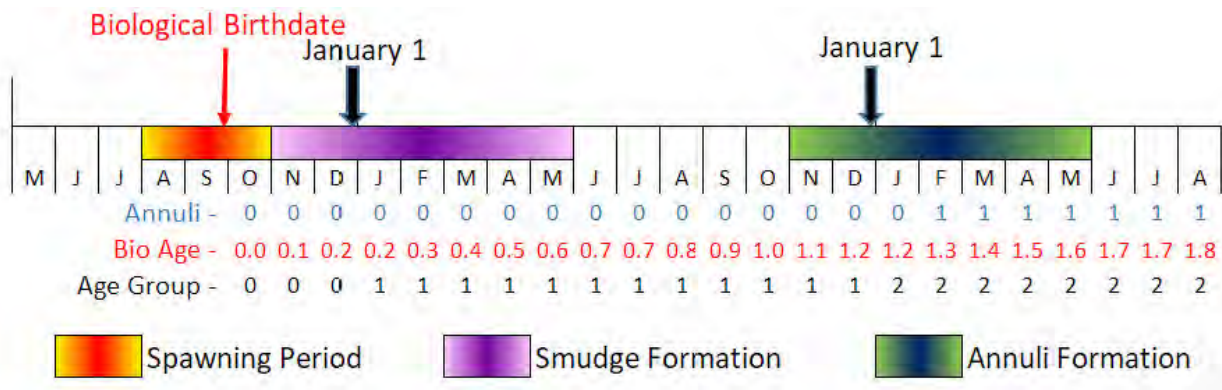 Biological Birthdate
January 1 January 1
M J J A S O N D J F M A M J J A S O N D J F M A M J J A
Annuli - 0 0 0 0 0 0 0 0 0 0 0 0 0 0 0 0 1 1 1 1 1 1 1
Bio Age - 0.0 0.1 0.2 0.2 0.3 0.4 0.5 0.6 0.7 0.7 0.8 0.9 1.0 1.1 1.2 1.2 1.3 1.4 1.5 1.6 1.7 1.7 1.8
Age Group - 0 0 0 1 1 1 1 1 1 1 1 1 1 1 1 2 2 2 2 2 2 2 2
Spawning Period Smudge Formation Annuli Formation